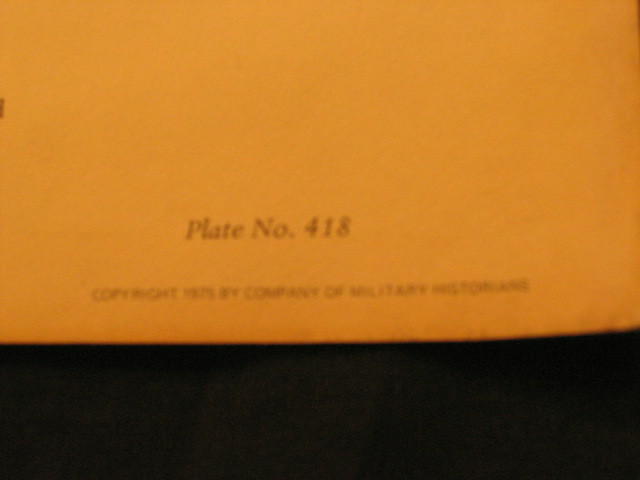 Plate No. 418
COPYRIGHT 1975 BY COMPANY OF MILITARY HISTORIANS